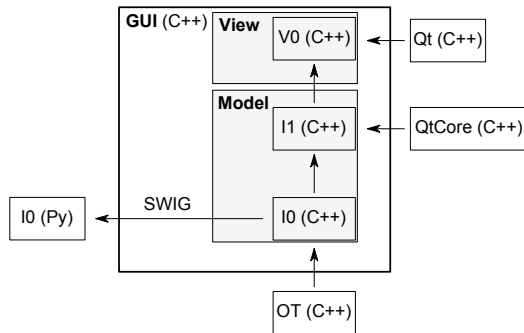 GUI (C++)
View
V0 (C++)
Qt (C++)
Model
I1 (C++)
QtCore (C++)
SWIG
I0 (Py)
I0 (C++)
OT (C++)